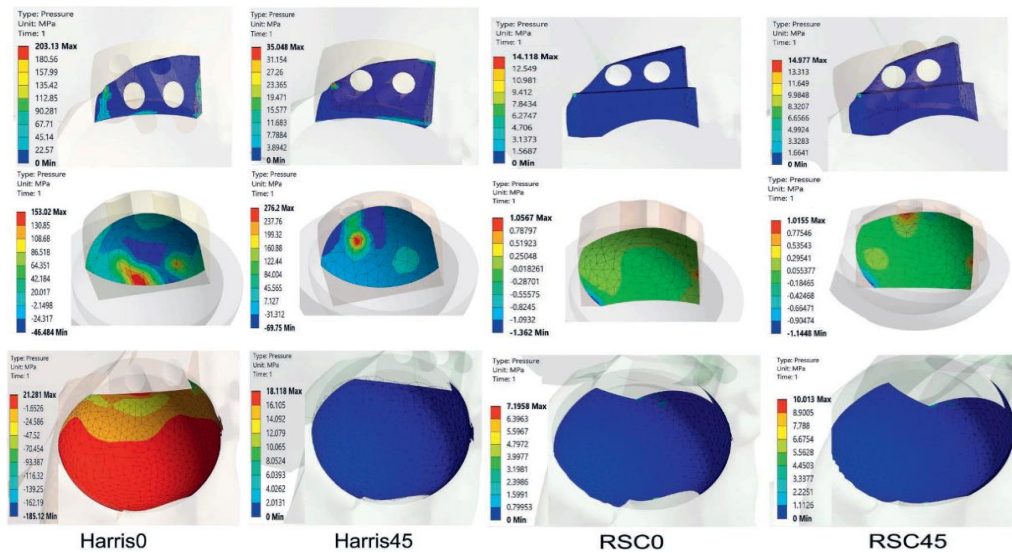 Type: Pressure
Unit: MPa
Time: 1
203.13 Max
180.56
157.99
135.42
112.85
90.281
67.71
45.14
22.57
0 Min
Type: Pressure
Unit: MPa
Time: 1
35.048 Max
31.154
27.26
23.365
19.471
15.577
11.683
7.7884
3.8942
0 Min
Type: Pressure
Unit: MPa
Time: 1
14.118 Max
12.549
10.981
9.412
7.8434
6.2747
4.706
3.1373
1.5687
0 Min
Type: Pressure
Unit: MPa
Time: 1
14.977 Max
13.313
11.649
9.9848
8.3207
6.6566
4.9924
3.3283
1.6641
0 Min
Type: Pressure
Unit: MPa
Time: 1
153.02 Max
130.85
108.68
86.518
64.351
42.184
20.017
-2.1498
-24.317
-46.484 Min
Type: Pressure
Unit: MPa
Time: 1
276.2 Max
237.76
199.32
160.88
122.44
84.004
45.565
7.127
-31.312
-69.75 Min
Type: Pressure
Unit: MPa
Time: 1
1.0567 Max
0.78797
0.51923
0.25048
-0.018261
-0.28701
-0.55575
-0.8245
-1.0932
-1.362 Min
Type: Pressure
Unit: MPa
Time: 1
1.0155 Max
0.77546
0.53543
0.29541
0.055377
-0.18465
-0.42468
-0.66471
-0.90474
-1.1448 Min
Type: Pressure
Unit: MPa
Time: 1
21.281 Max
-1.6526
-24.586
-47.52
-70.454
-93.387
-116.32
-139.25
-162.19
-185.12 Min
Type: Pressure
Unit: MPa
Time: 1
18.118 Max
16.105
14.092
12.079
10.065
8.0524
6.0393
4.0262
2.0131
0 Min
Type: Pressure
Unit: MPa
Time: 1
7.1958 Max
6.3963
5.5967
4.7972
3.9977
3.1981
2.3986
1.5991
0.79953
0 Min
Type: Pressure
Unit: MPa
Time: 1
10.013 Max
8.9005
7.788
6.6754
5.5628
4.4503
3.3377
2.2251
1.1126
0 Min
Harris0
Harris45
RSC0
RSC45